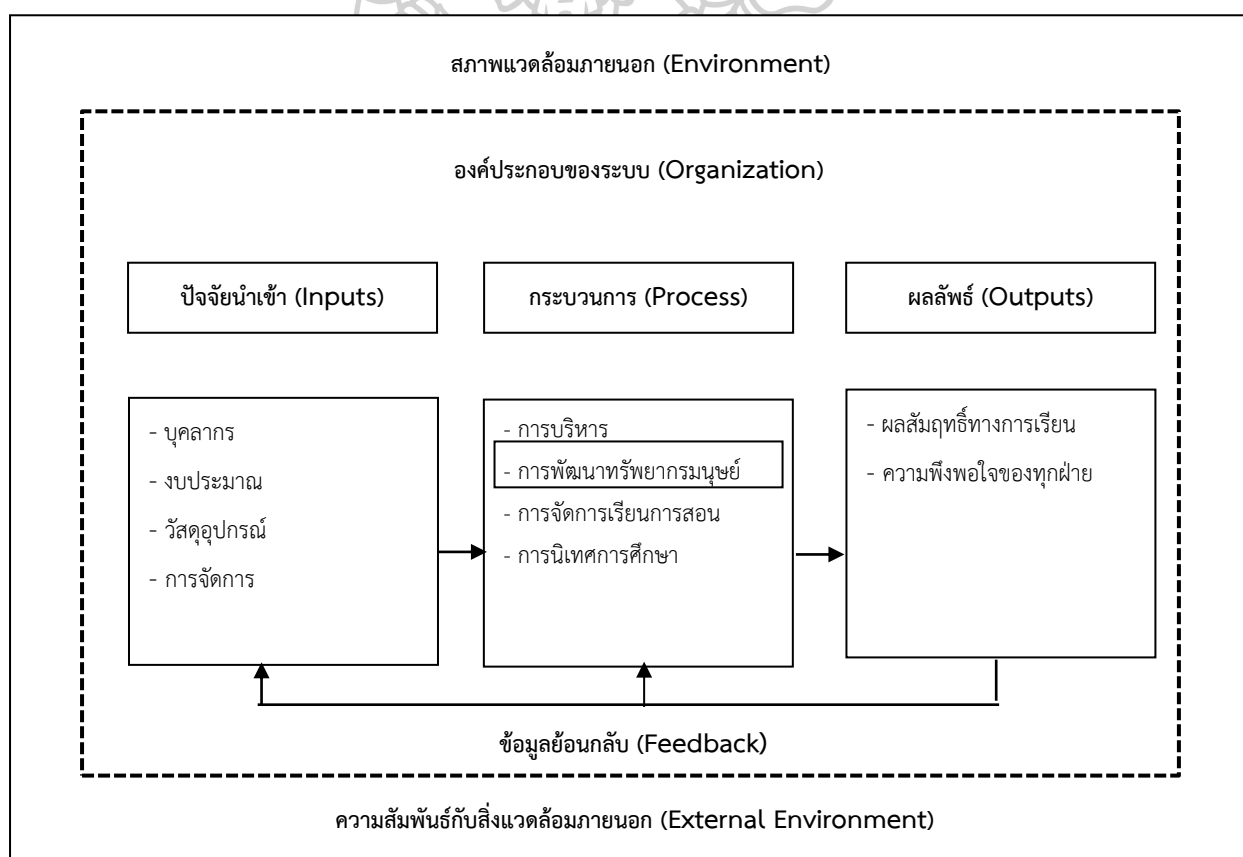 สภาพแวดล้อมภายนอก (Environment)
องค์ประกอบของระบบ (Organization)
ปัจจัยนำเข้า (Inputs)
กระบวนการ (Process)
ผลลัพธ์ (Outputs)
- บุคลากร
- งบประมาณ
- วัสดุอุปกรณ์
- การจัดการ
- การบริหาร
- การพัฒนาทรัพยากรมนุษย์
- การจัดการเรียนการสอน
- การนิเทศการศึกษา
- ผลสัมฤทธิ์ทางการเรียน
- ความพึงพอใจของทุกฝ่าย
ข้อมูลย้อนกลับ (Feedback)
ความสัมพันธ์กับสิ่งแวดล้อมภายนอก (External Environment)